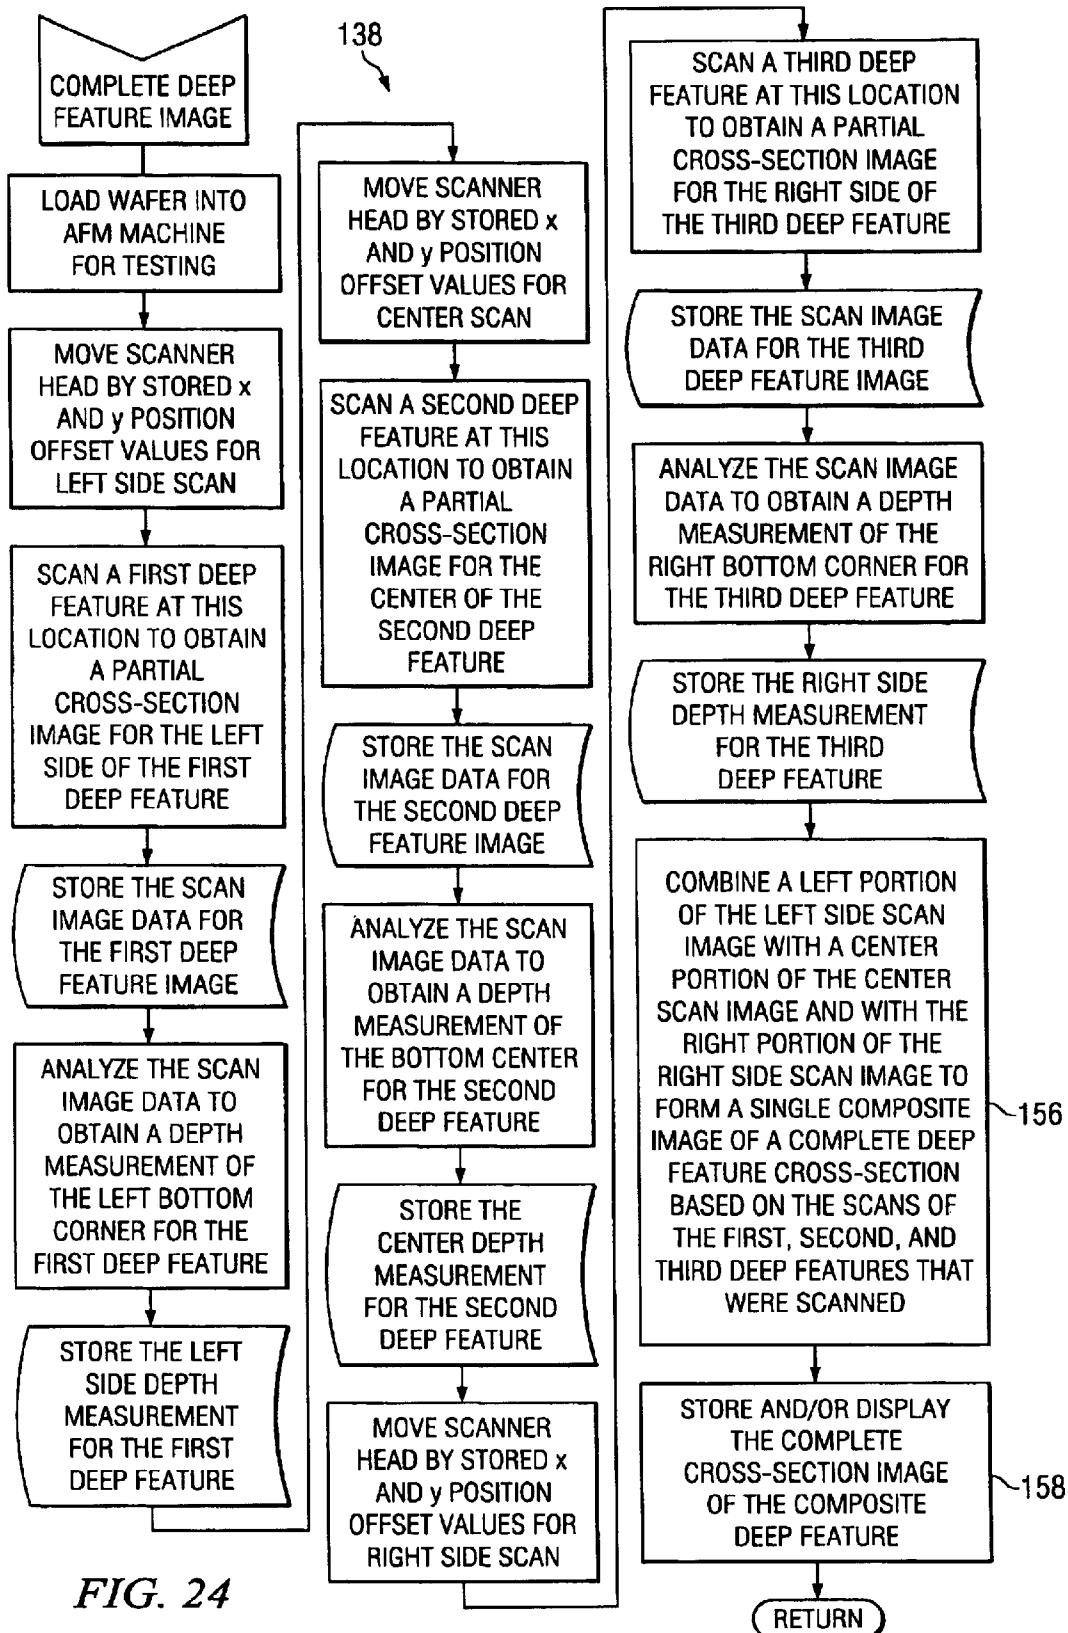 COMPLETE DEEP
FEATURE IMAGE
LOAD WAFER INTO
AFM MACHINE
FOR TESTING
MOVE SCANNER
HEAD BY STORED x
AND y POSITION
OFFSET VALUES FOR
LEFT SIDE SCAN
SCAN A FIRST DEEP
FEATURE AT THIS
LOCATION TO OBTAIN
A PARTIAL
CROSS-SECTION
IMAGE FOR THE LEFT
SIDE OF THE FIRST
DEEP FEATURE
STORE THE SCAN
IMAGE DATA FOR
THE FIRST DEEP
FEATURE IMAGE
ANALYZE THE SCAN
IMAGE DATA TO
OBTAIN A DEPTH
MEASUREMENT OF
THE LEFT BOTTOM
CORNER FOR THE
FIRST DEEP FEATURE
STORE THE LEFT
SIDE DEPTH
MEASUREMENT
FOR THE FIRST
DEEP FEATURE
138
MOVE SCANNER
HEAD BY STORED x
AND y POSITION
OFFSET VALUES FOR
CENTER SCAN
SCAN A SECOND DEEP
FEATURE AT THIS
LOCATION TO OBTAIN
A PARTIAL
CROSS-SECTION
IMAGE FOR THE
CENTER OF THE
SECOND DEEP
FEATURE
STORE THE SCAN
IMAGE DATA FOR
THE SECOND DEEP
FEATURE IMAGE
ANALYZE THE SCAN
IMAGE DATA TO
OBTAIN A DEPTH
MEASUREMENT OF
THE BOTTOM CENTER
FOR THE SECOND
DEEP FEATURE
STORE THE
CENTER DEPTH
MEASUREMENT
FOR THE SECOND
DEEP FEATURE
MOVE SCANNER
HEAD BY STORED x
AND y POSITION
OFFSET VALUES FOR
RIGHT SIDE SCAN
SCAN A THIRD DEEP
FEATURE AT THIS LOCATION
TO OBTAIN A PARTIAL
CROSS-SECTION IMAGE
FOR THE RIGHT SIDE OF
THE THIRD DEEP FEATURE
STORE THE SCAN IMAGE
DATA FOR THE THIRD
DEEP FEATURE IMAGE
ANALYZE THE SCAN IMAGE
DATA TO OBTAIN A DEPTH
MEASUREMENT OF THE
RIGHT BOTTOM CORNER FOR
THE THIRD DEEP FEATURE
STORE THE RIGHT SIDE
DEPTH MEASUREMENT
FOR THE THIRD
DEEP FEATURE
COMBINE A LEFT PORTION
OF THE LEFT SIDE SCAN
IMAGE WITH A CENTER
PORTION OF THE CENTER
SCAN IMAGE AND WITH THE
RIGHT PORTION OF THE
RIGHT SIDE SCAN IMAGE TO
FORM A SINGLE COMPOSITE
IMAGE OF A COMPLETE DEEP
FEATURE CROSS-SECTION
BASED ON THE SCANS OF
THE FIRST, SECOND, AND
THIRD DEEP FEATURES THAT
WERE SCANNED
156
STORE AND/OR DISPLAY
THE COMPLETE
CROSS-SECTION IMAGE
OF THE COMPOSITE
DEEP FEATURE
158
RETURN
FIG. 24